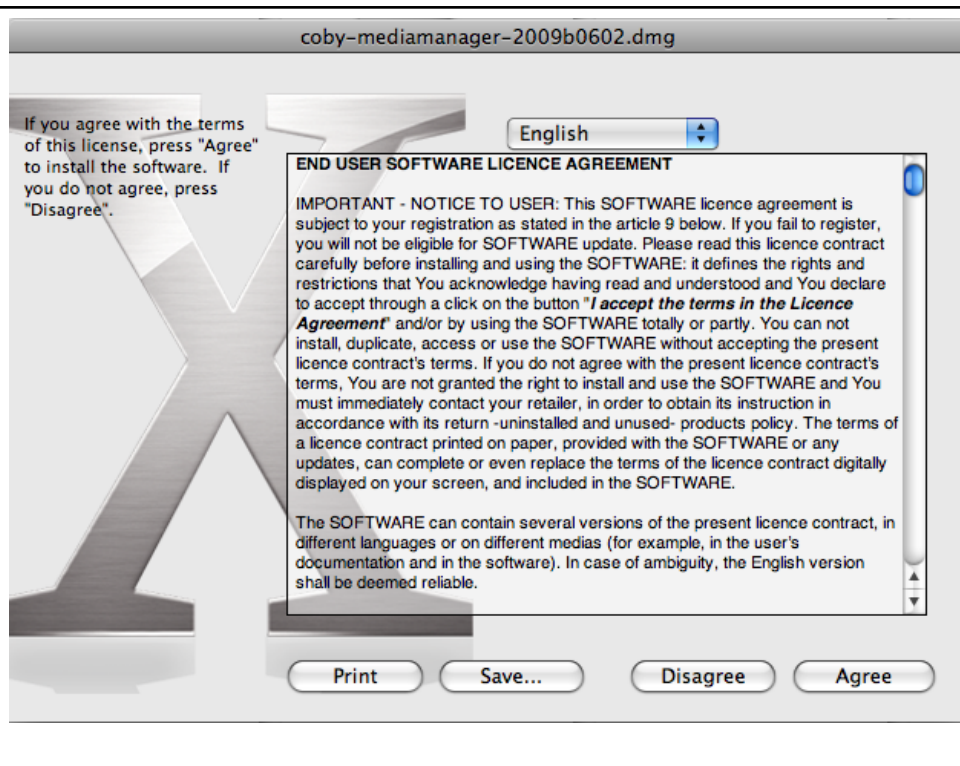 coby-mediamanager-2009b0602.dmg
If you agree with the terms
of this license, press "Agree"
to install the software. If
you do not agree, press
"Disagree".
English
END USER SOFTWARE LICENCE AGREEMENT
IMPORTANT - NOTICE TO USER: This SOFTWARE licence agreement is
subject to your registration as stated in the article 9 below. If you fail to register,
you will not be eligible for SOFTWARE update. Please read this licence contract
carefully before installing and using the SOFTWARE: it defines the rights and
restrictions that You acknowledge having read and understood and You declare
to accept through a click on the button "I accept the terms in the Licence
Agreement" and/or by using the SOFTWARE totally or partly. You can not
install, duplicate, access or use the SOFTWARE without accepting the present
licence contract's terms. If you do not agree with the present licence contract's
terms, You are not granted the right to install and use the SOFTWARE and You
must immediately contact your retailer, in order to obtain its instruction in
accordance with its return -uninstalled and unused- products policy. The terms of
a licence contract printed on paper, provided with the SOFTWARE or any
updates, can complete or even replace the terms of the licence contract digitally
displayed on your screen, and included in the SOFTWARE.
The SOFTWARE can contain several versions of the present licence contract, in
different languages or on different medias (for example, in the user's
documentation and in the software). In case of ambiguity, the English version
shall be deemed reliable.
Print
Save...
Disagree
Agree